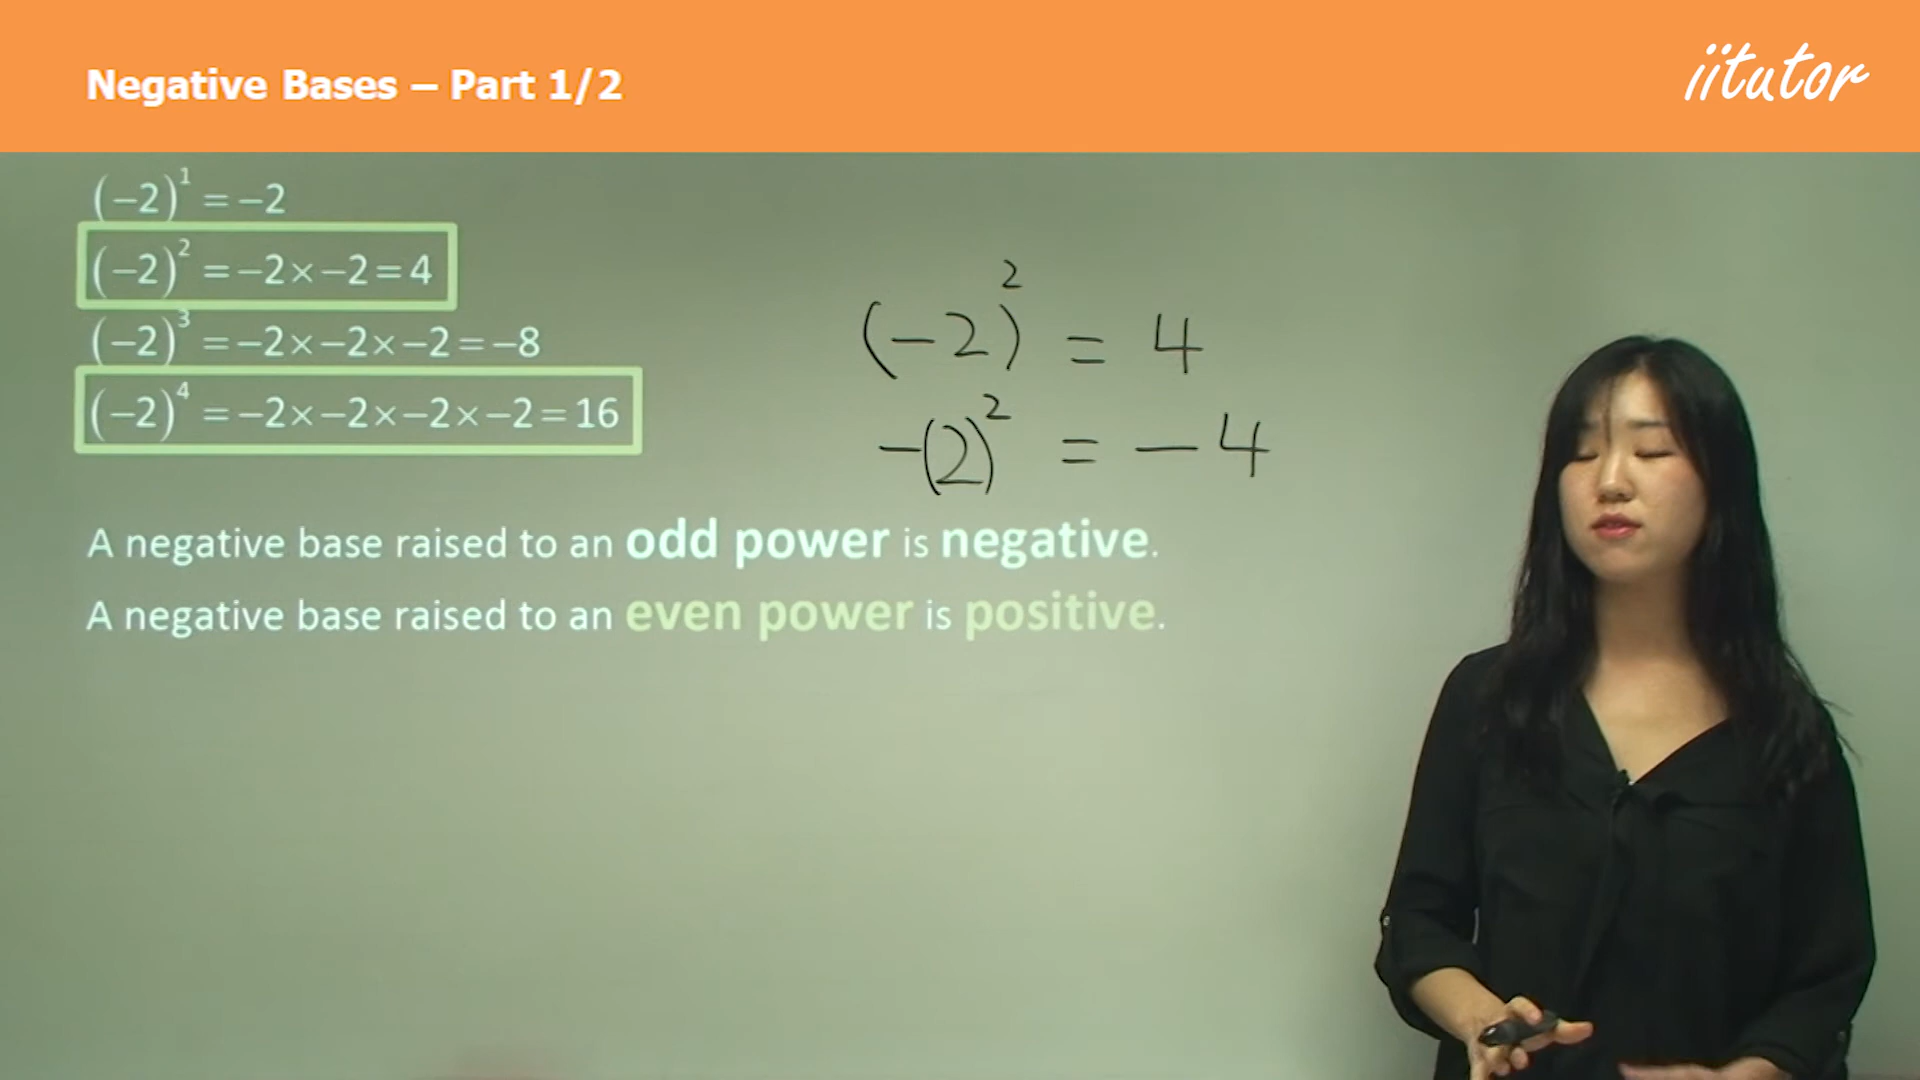 Negative Bases – Part 1/2
iitutor
(−2)¹ = −2
(−2)² = −2×−2 = 4
(−2)³ = −2×−2×−2 = −8
(−2)⁴ = −2×−2×−2×−2 = 16
(-2)² = 4
-(2)² = -4
A negative base raised to an odd power is negative.
A negative base raised to an even power is positive.